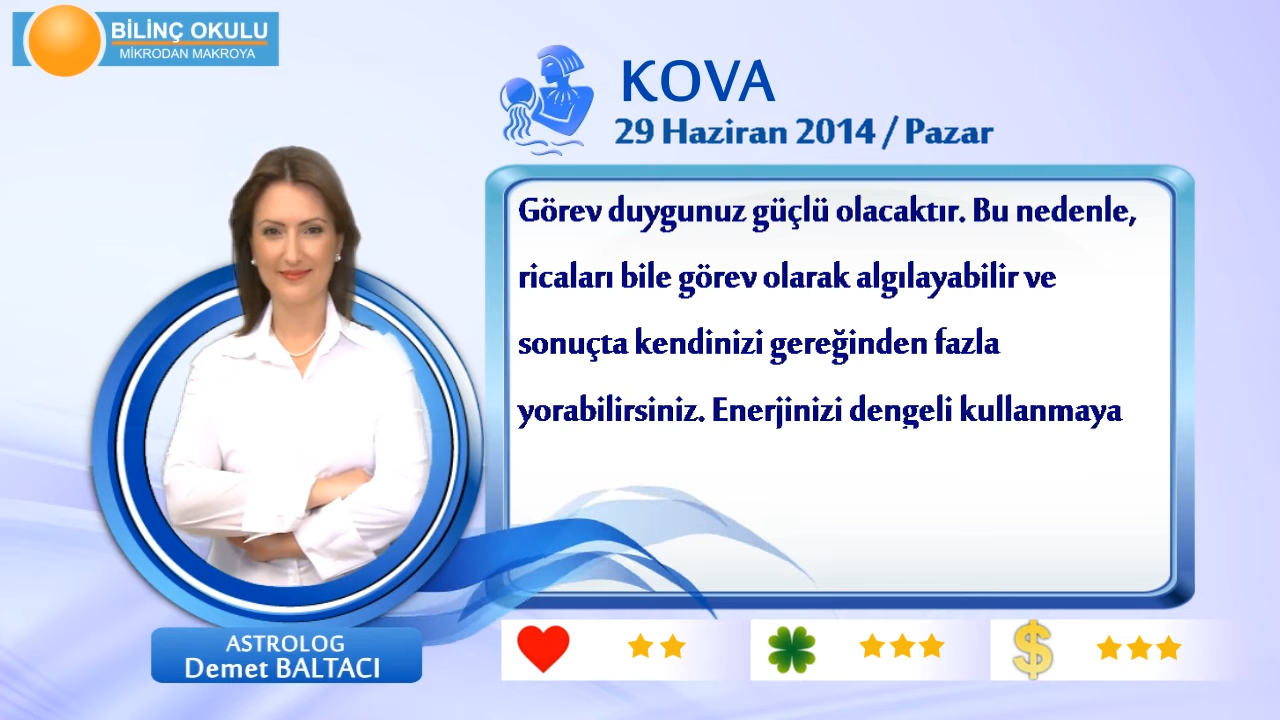 BİLİNÇ OKULU
MİKRODAN MAKROYA
KOVA
29 Haziran 2014 / Pazar
Görev duygunuz güçlü olacaktır. Bu nedenle,
ricaları bile görev olarak algılayabilir ve
sonuçta kendinizi gereğinden fazla
yorabilirsiniz. Enerjinizi dengeli kullanmaya
ASTROLOG
Demet BALTACI
$